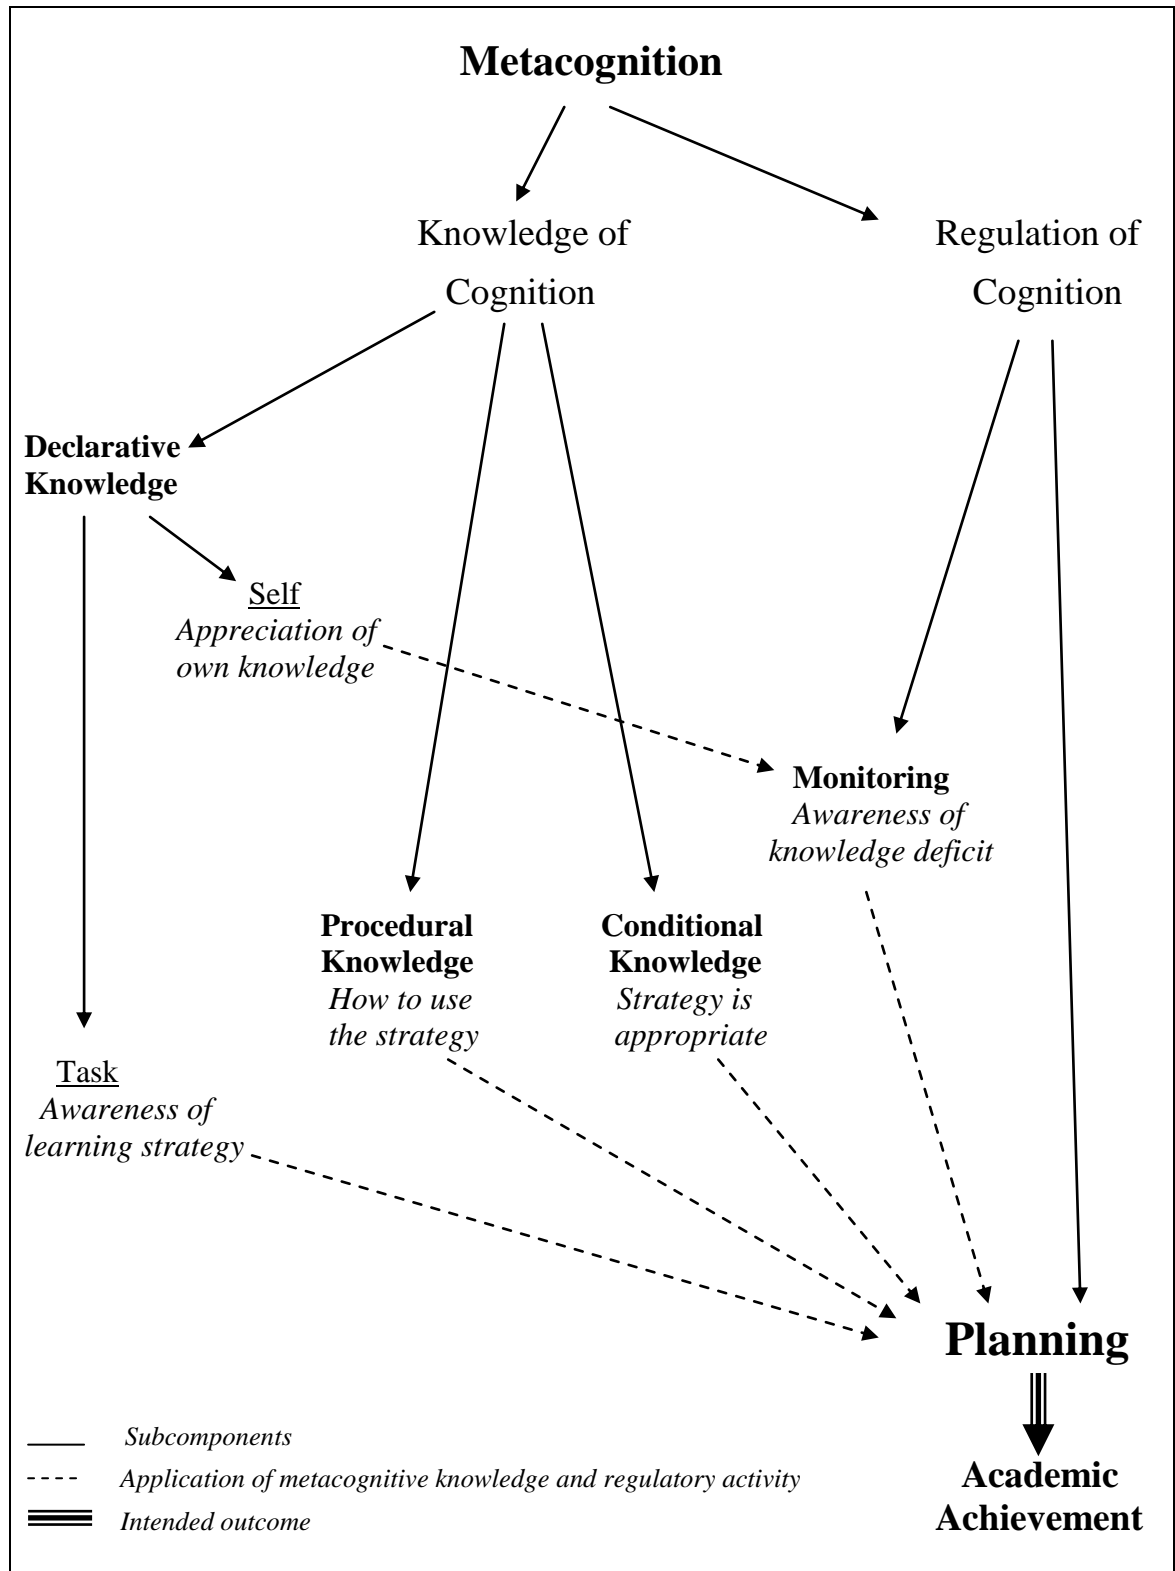 Metacognition
Knowledge of
Cognition
Regulation of
Cognition
Declarative
Knowledge
Self
Appreciation of
own knowledge
Monitoring
Awareness of
knowledge deficit
Procedural
Knowledge
How to use
the strategy
Conditional
Knowledge
Strategy is
appropriate
Task
Awareness of
learning strategy
Planning
Academic
Achievement
Subcomponents
Application of metacognitive knowledge and regulatory activity
Intended outcome